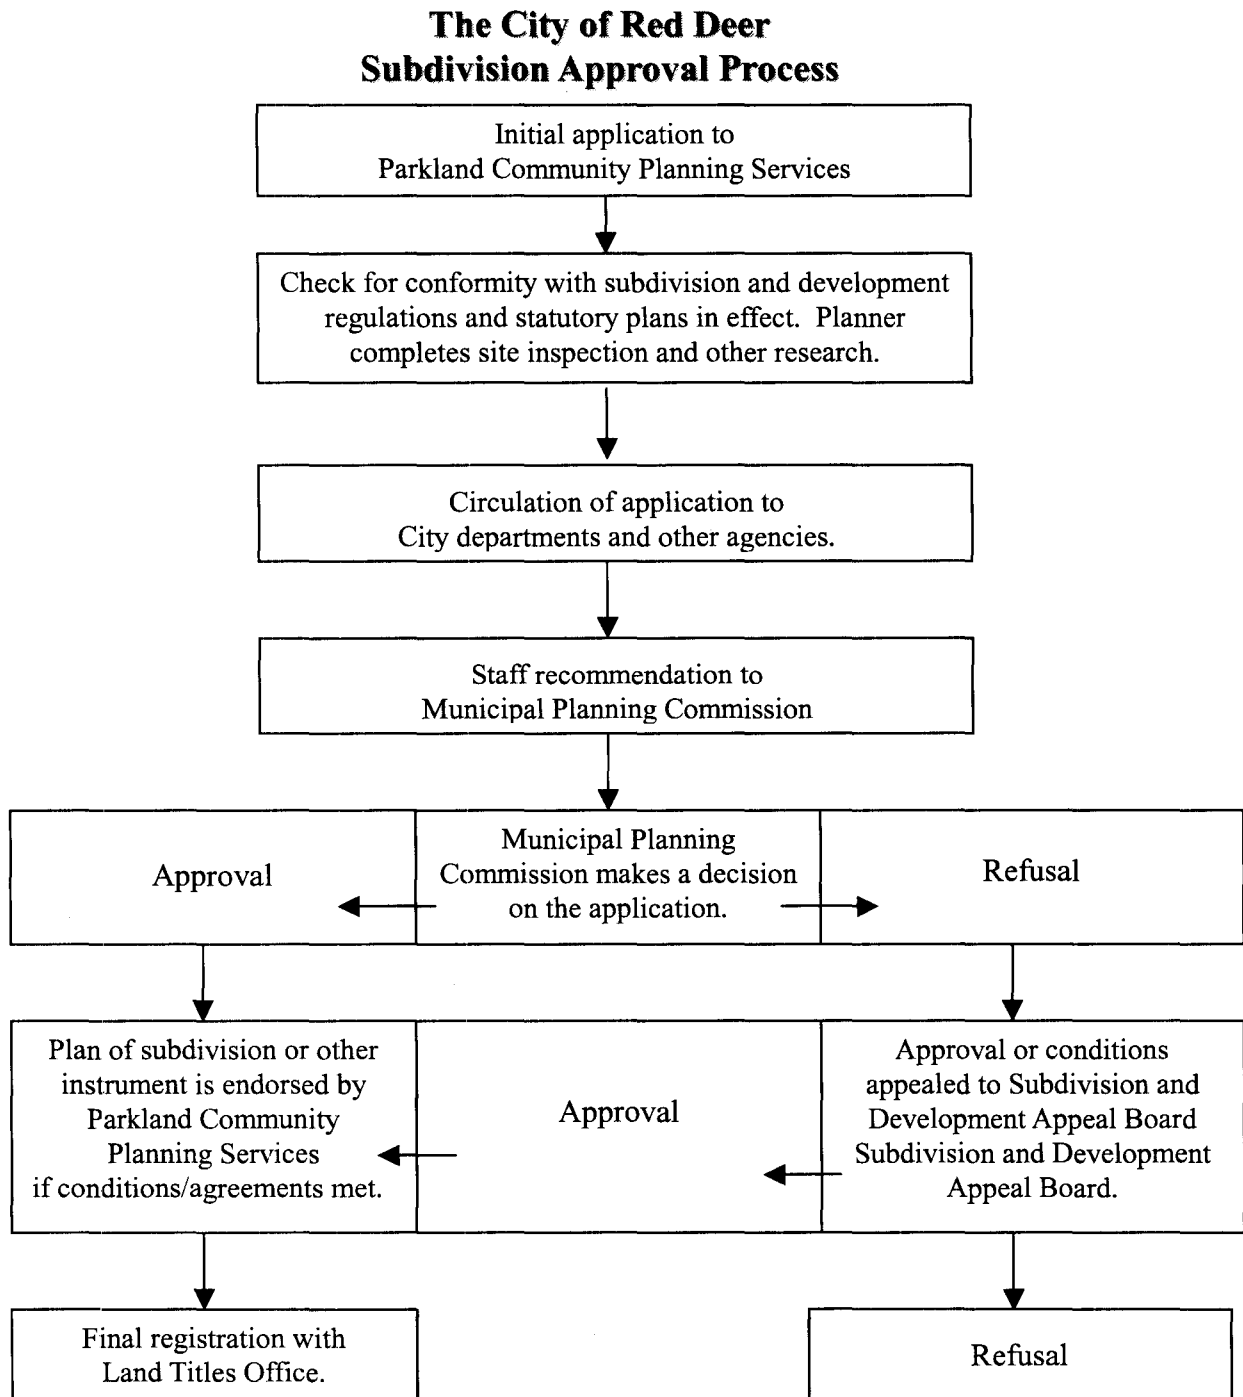 The City of Red Deer
Subdivision Approval Process
Initial application to
Parkland Community Planning Services
Check for conformity with subdivision and development
regulations and statutory plans in effect. Planner
completes site inspection and other research.
Circulation of application to
City departments and other agencies.
Staff recommendation to
Municipal Planning Commission
Approval
Municipal Planning
Commission makes a decision
on the application.
Refusal
Plan of subdivision or other
instrument is endorsed by
Parkland Community
Planning Services
if conditions/agreements met.
Approval
Approval or conditions
appealed to Subdivision and
Development Appeal Board
Subdivision and Development
Appeal Board.
Final registration with
Land Titles Office.
Refusal